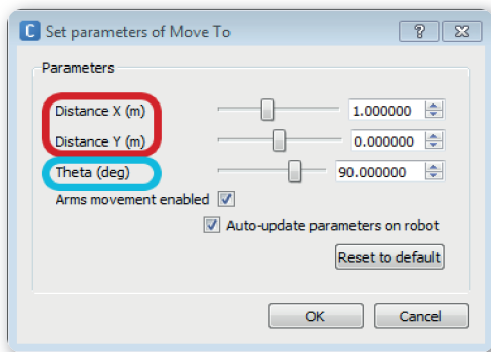 Set parameters of Move To
Parameters
Distance X (m) 1.000000
Distance Y (m) 0.000000
Theta (deg) 90.000000
Arms movement enabled
Auto-update parameters on robot
Reset to default
OK Cancel